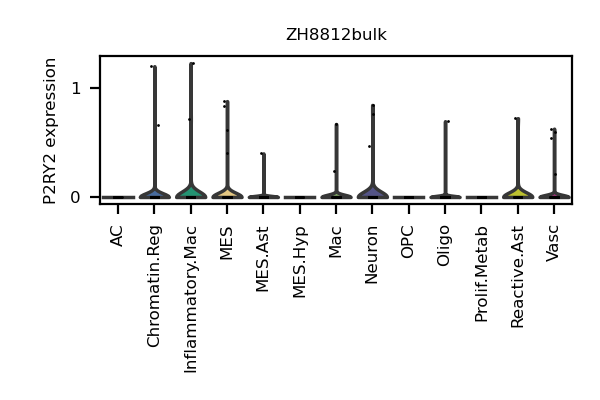 ZH8812bulk
P2RY2 expression
1
0
AC
Chromatin.Reg
Inflammatory.Mac
MES
MES.Ast
MES.Hyp
Mac
Neuron
OPC
Oligo
Prolif.Metab
Reactive.Ast
Vasc